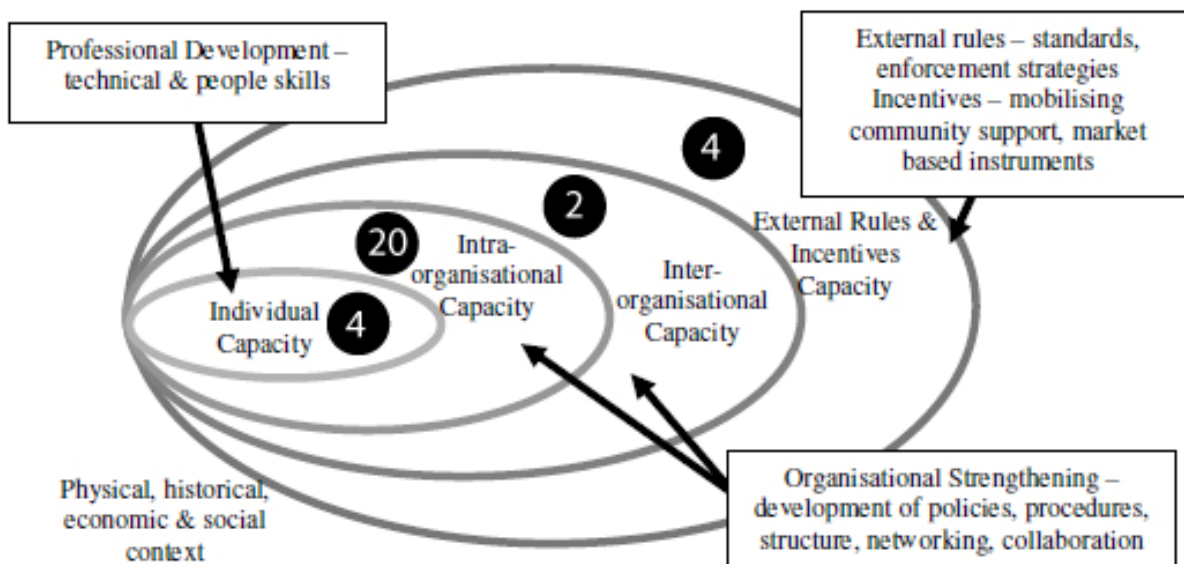 Professional Development –
technical & people skills
External rules – standards,
enforcement strategies
Incentives – mobilising
community support, market
based instruments
4
2
20
External Rules &
Incentives
Capacity
Intra-
organisational
Capacity
Inter-
organisational
Capacity
Individual
Capacity
4
Physical, historical,
economic & social
context
Organisational Strengthening –
development of policies, procedures,
structure, networking, collaboration